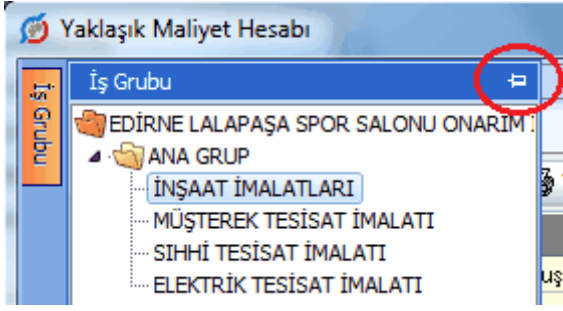 Yaklaşık Maliyet Hesabı
İş Grubu
İş Grubu
EDİRNE LALAPAŞA SPOR SALONU ONARIM
ANA GRUP
İNŞAAT İMALATLARI
MÜŞTEREK TESİSAT İMALATI
SIHHİ TESİSAT İMALATI
ELEKTRİK TESİSAT İMALATI